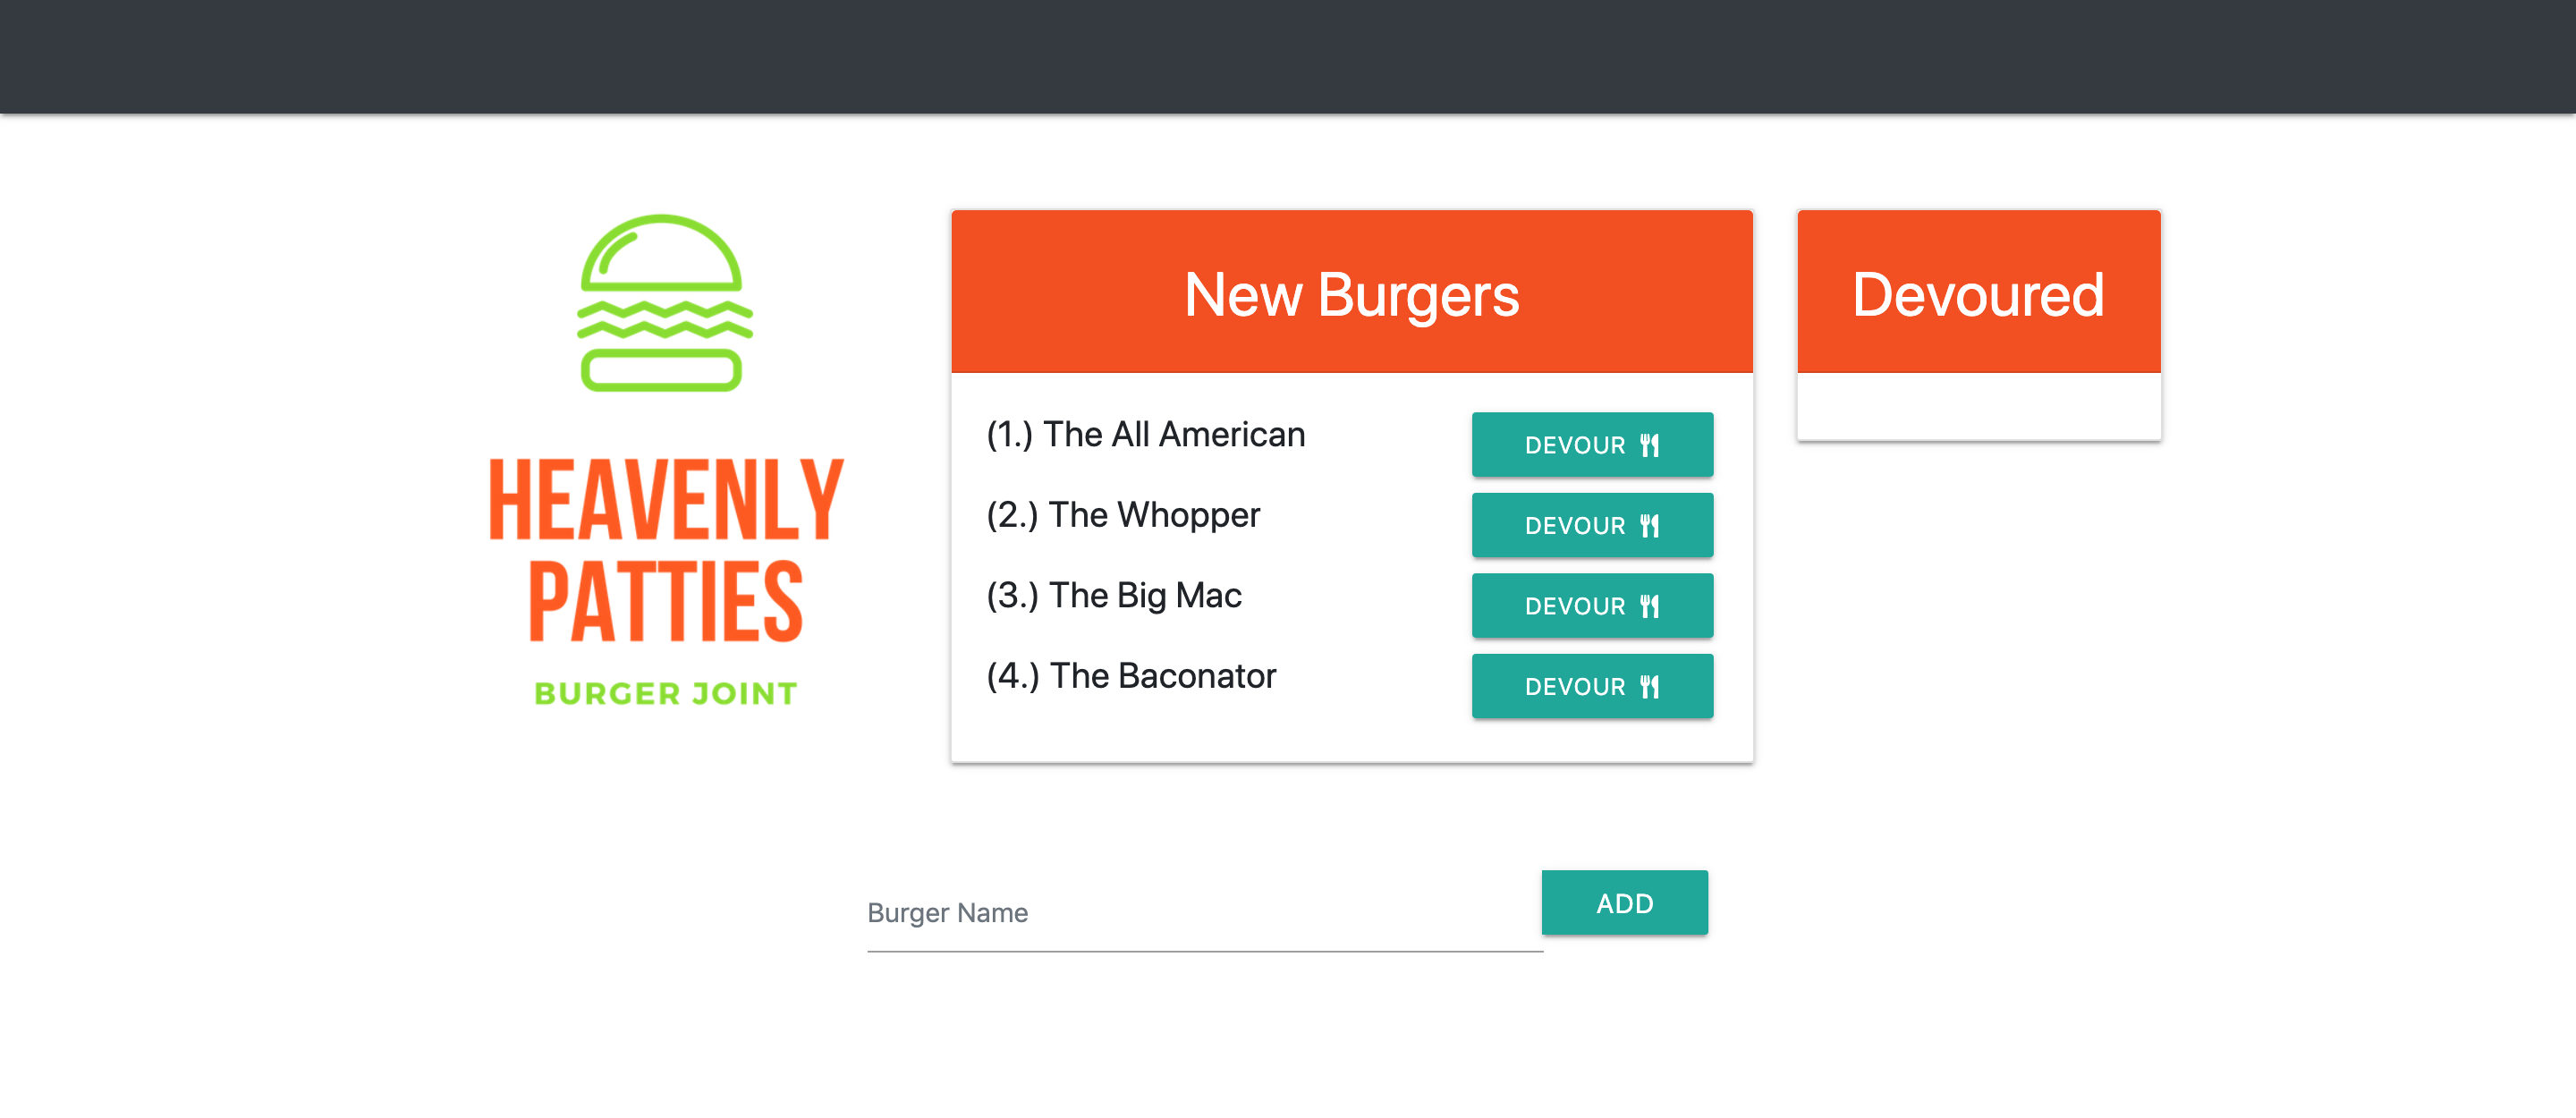 HEAVENLY
PATTIES
BURGER JOINT
New Burgers
(1.) The All American DEVOUR
(2.) The Whopper DEVOUR
(3.) The Big Mac DEVOUR
(4.) The Baconator DEVOUR
Devoured
Burger Name ADD